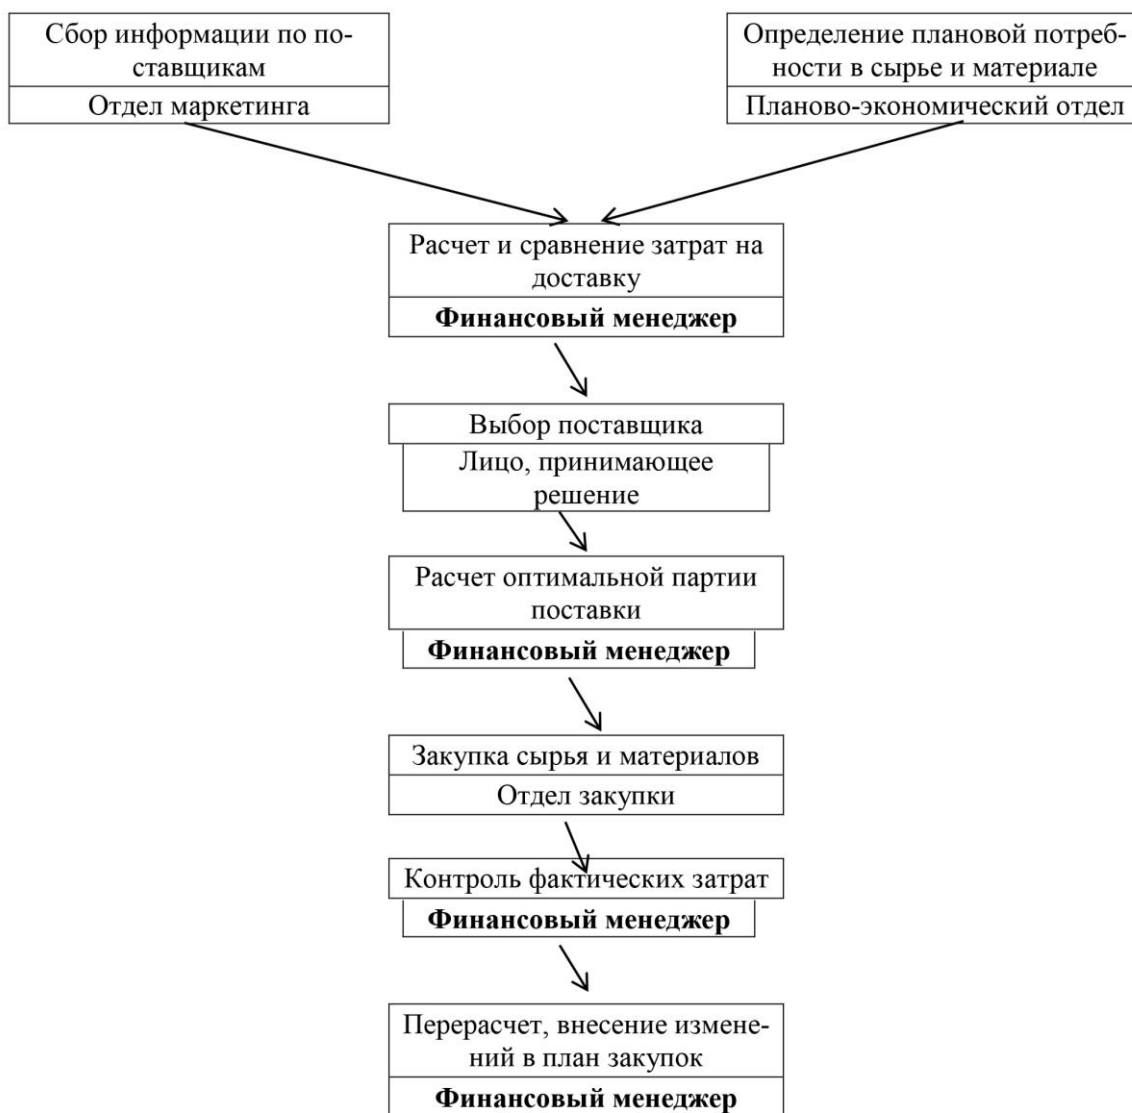 Сбор информации по по-
ставщикам
Отдел маркетинга
Определение плановой потреб-
ности в сырье и материале
Планово-экономический отдел
Расчет и сравнение затрат на
доставку
Финансовый менеджер
Выбор поставщика
Лицо, принимающее
решение
Расчет оптимальной партии
поставки
Финансовый менеджер
Закупка сырья и материалов
Отдел закупки
Контроль фактических затрат
Финансовый менеджер
Перерасчет, внесение измене-
ний в план закупок
Финансовый менеджер